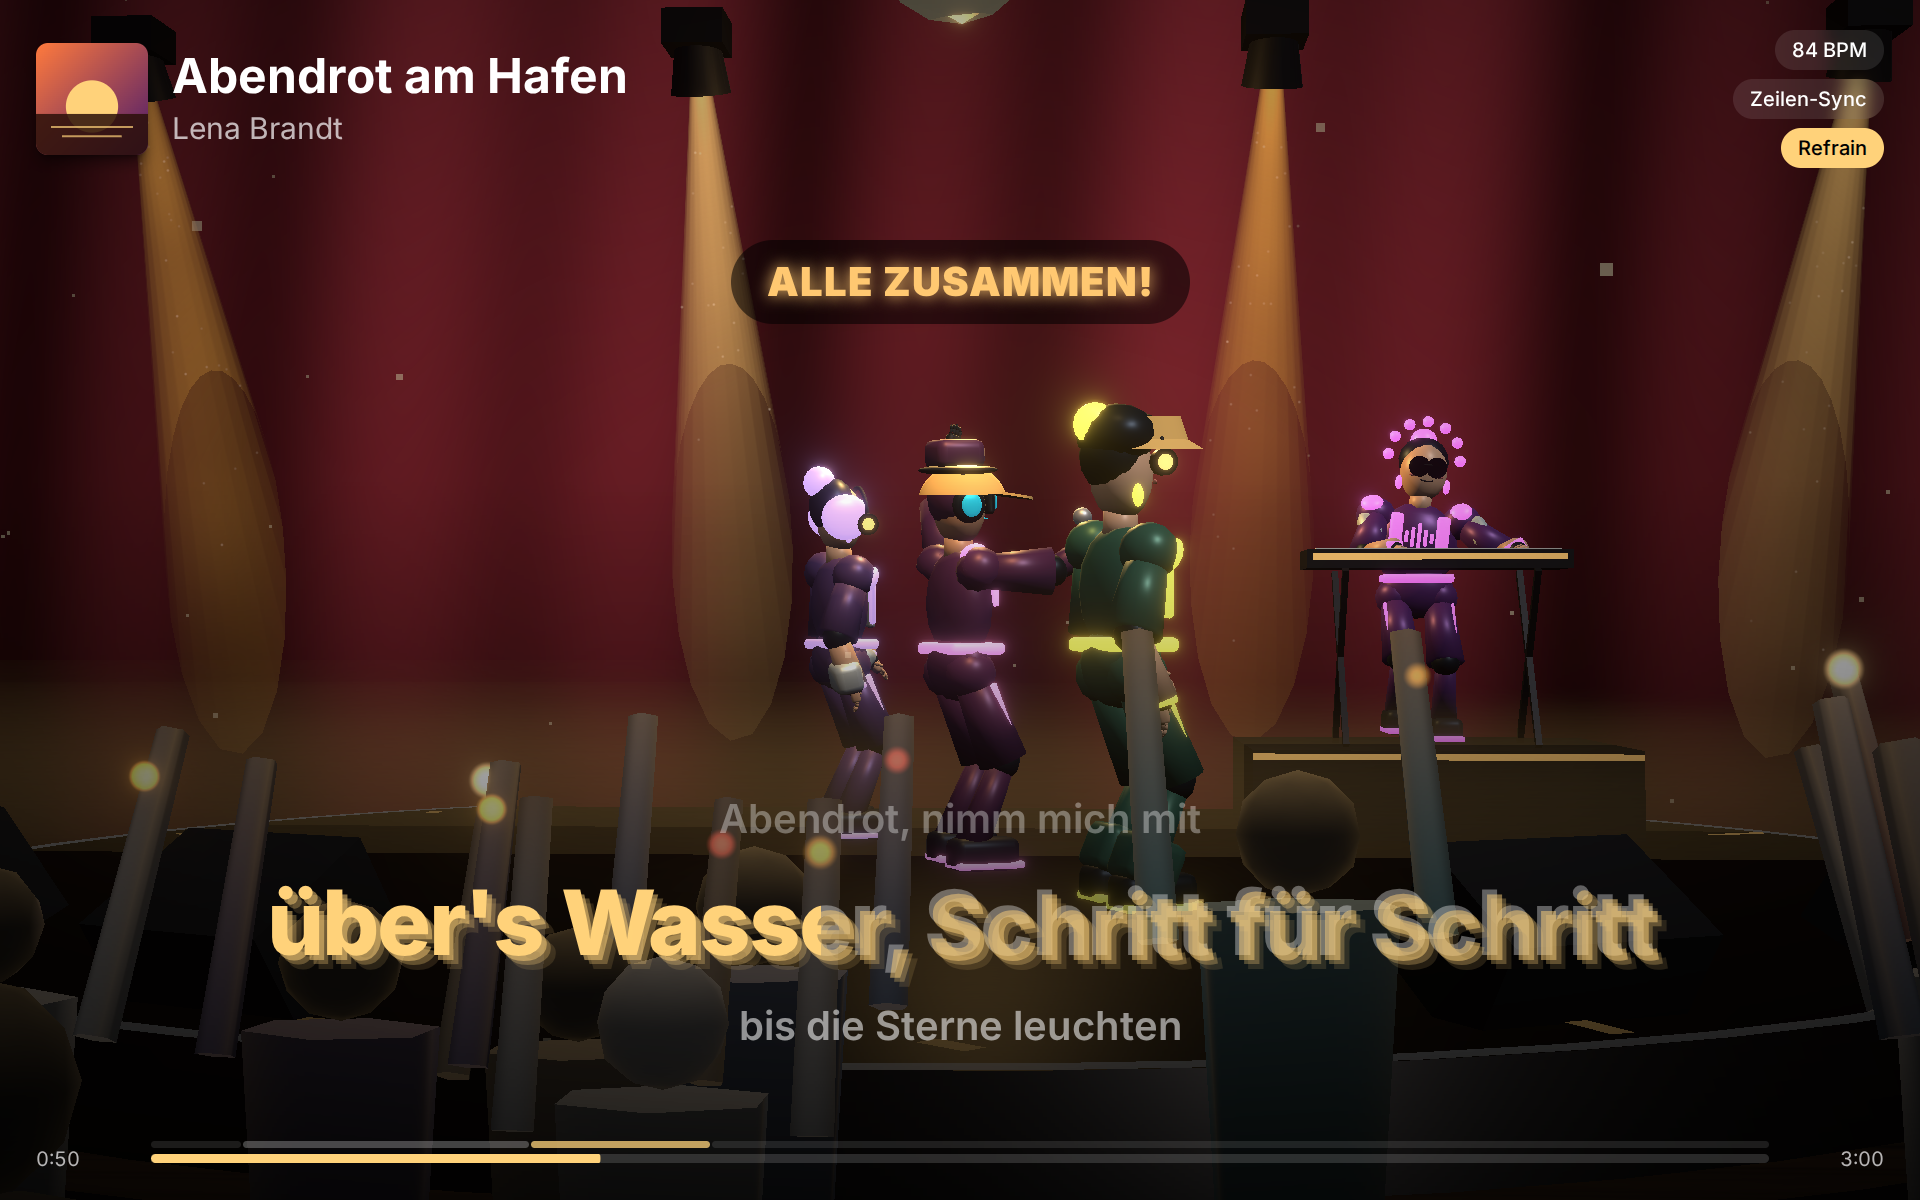 Abendrot am Hafen
Lena Brandt
84 BPM
Zeilen-Sync
Refrain
ALLE ZUSAMMEN!
Abendrot, nimm mich mit
über's Wasser, Schritt für Schritt
bis die Sterne leuchten
0:50
3:00